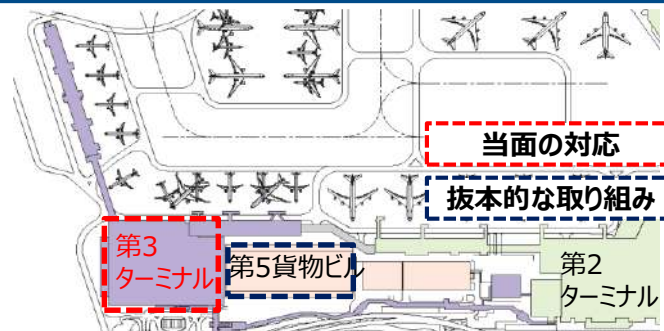 当面の対応
抜本的な取り組み
第3
ターミナル
第5貨物ビル
第2
ターミナル